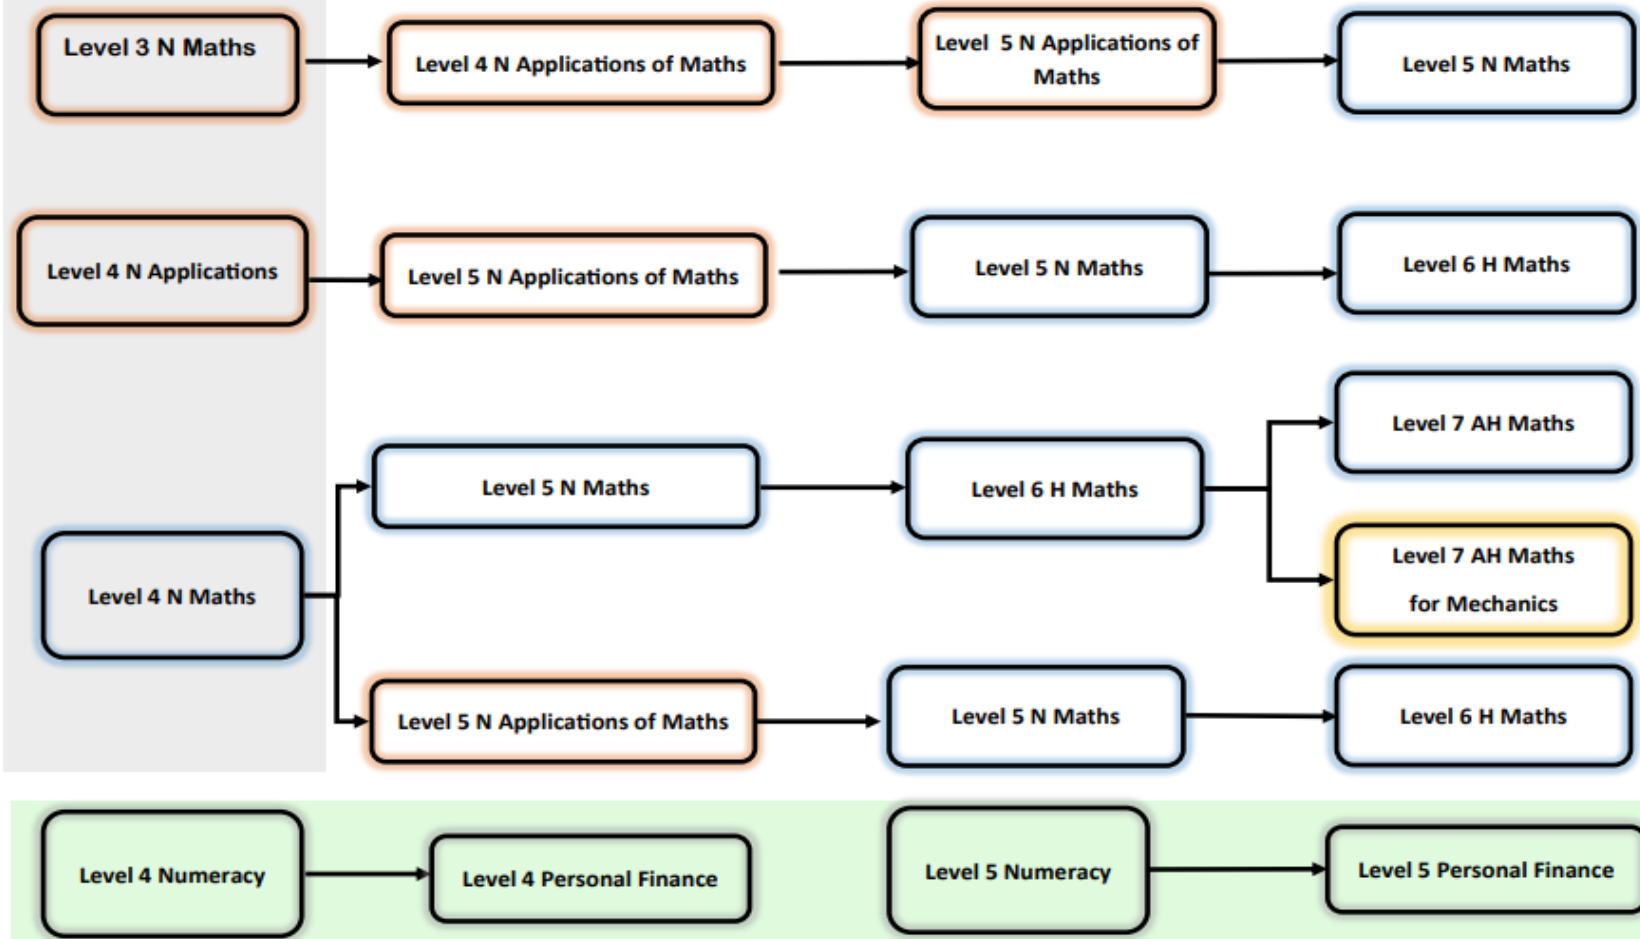 Level 3 N Maths
Level 4 N Applications of Maths
Level 5 N Applications of
Maths
Level 5 N Maths
Level 4 N Applications
Level 5 N Applications of Maths
Level 5 N Maths
Level 6 H Maths
Level 4 N Maths
Level 5 N Maths
Level 6 H Maths
Level 7 AH Maths
Level 7 AH Maths
for Mechanics
Level 5 N Applications of Maths
Level 5 N Maths
Level 6 H Maths
Level 4 Numeracy
Level 4 Personal Finance
Level 5 Numeracy
Level 5 Personal Finance